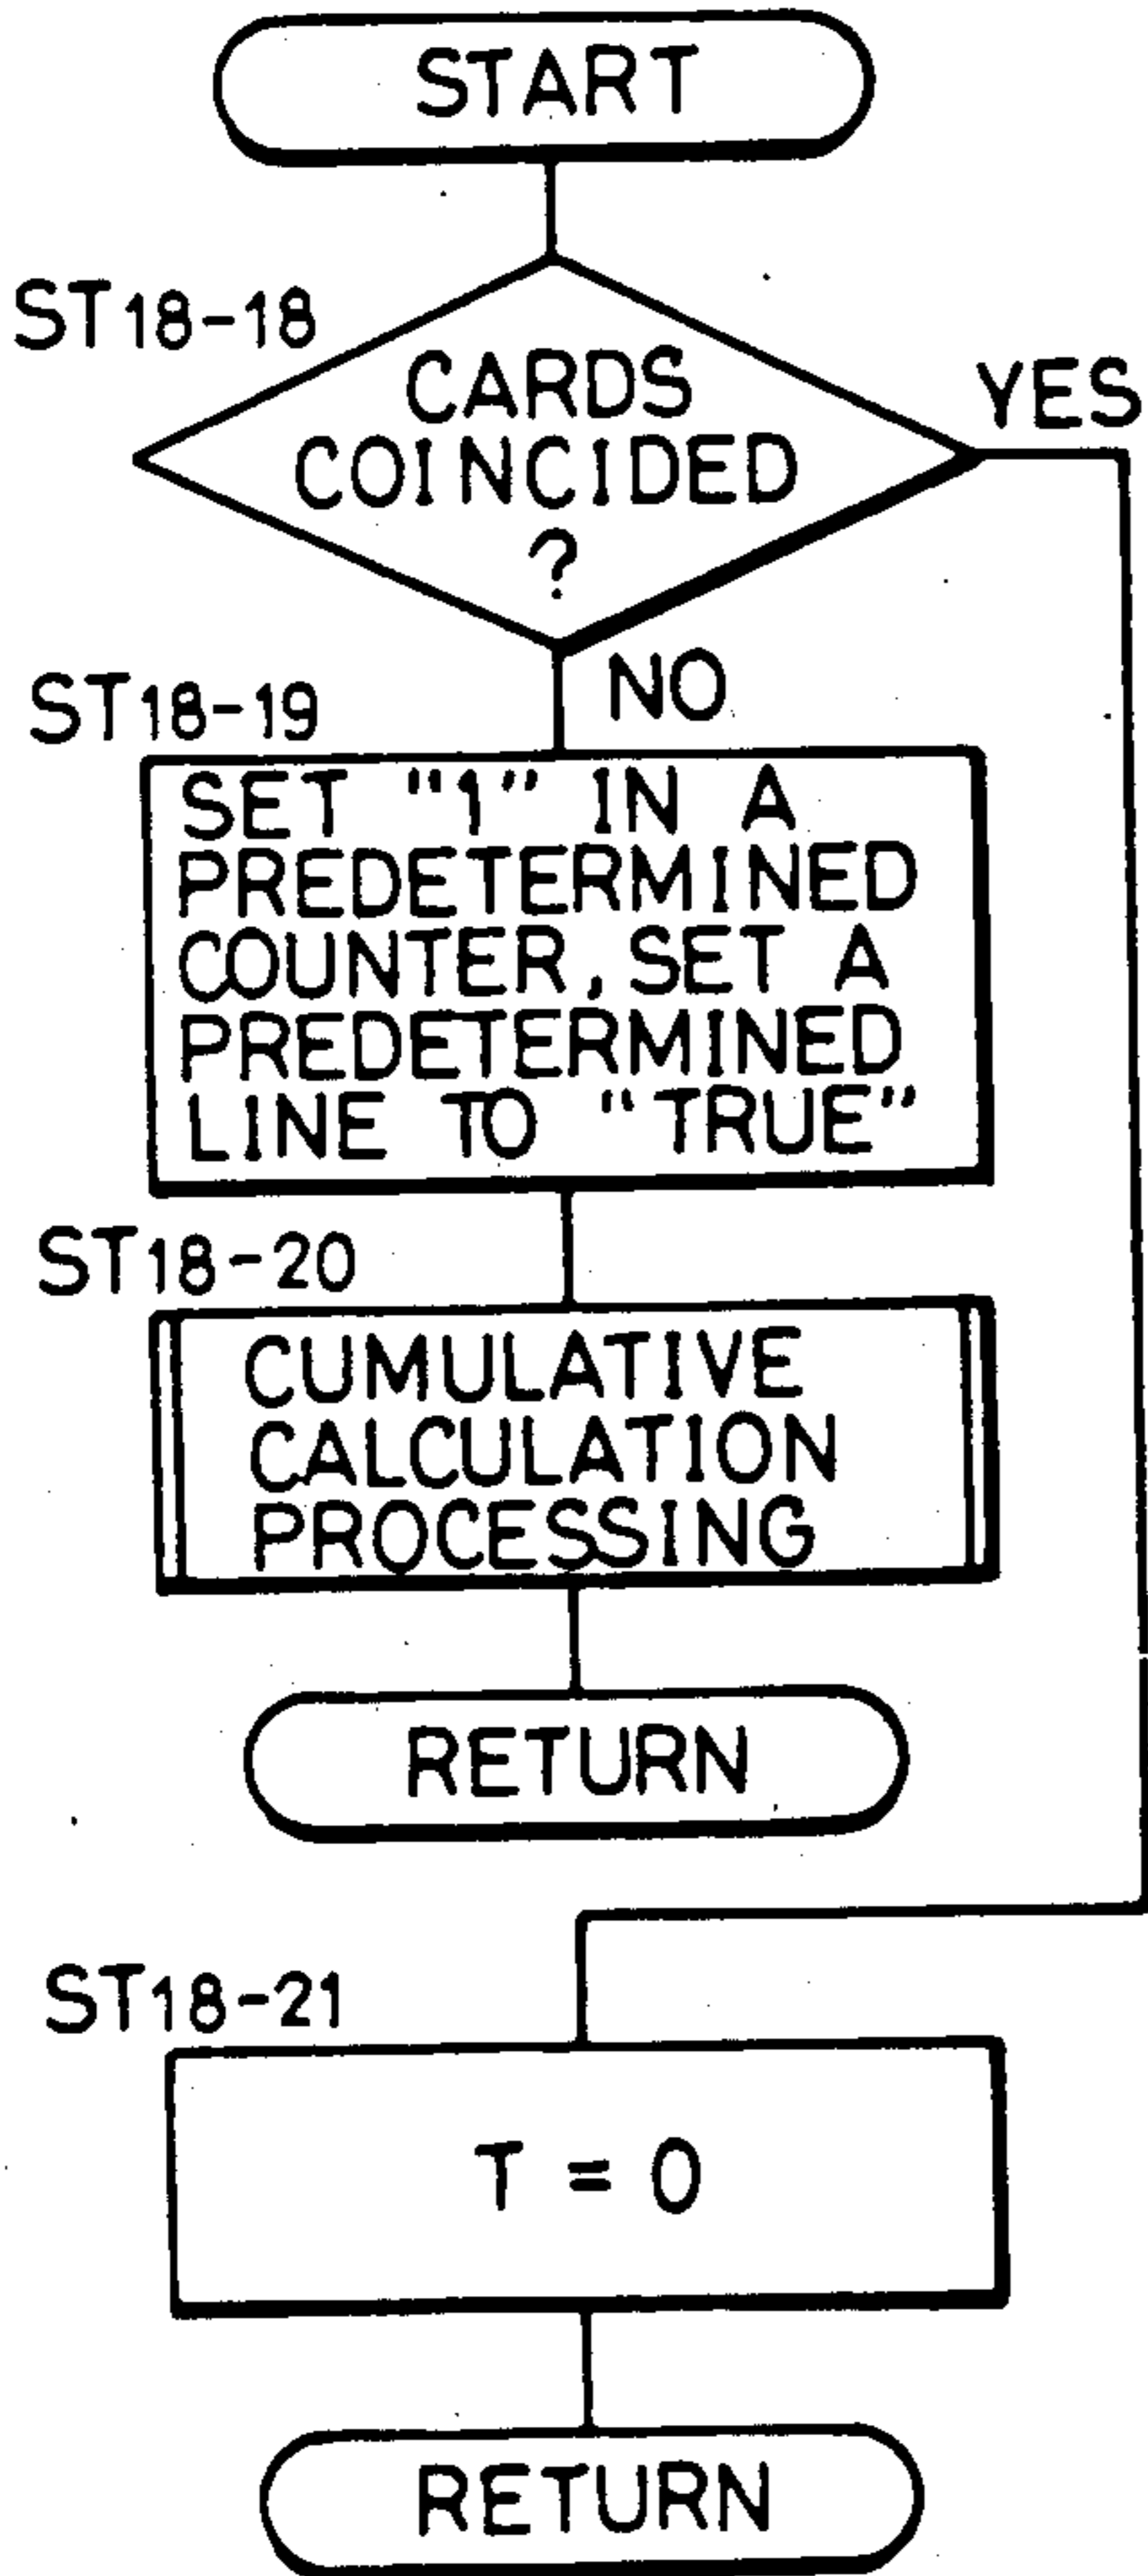 START
ST18-18
CARDS
COINCIDED
?
YES
NO
ST18-19
SET "1" IN A
PREDETERMINED
COUNTER, SET A
PREDETERMINED
LINE TO "TRUE"
ST18-20
CUMULATIVE
CALCULATION
PROCESSING
RETURN
ST18-21
T = 0
RETURN